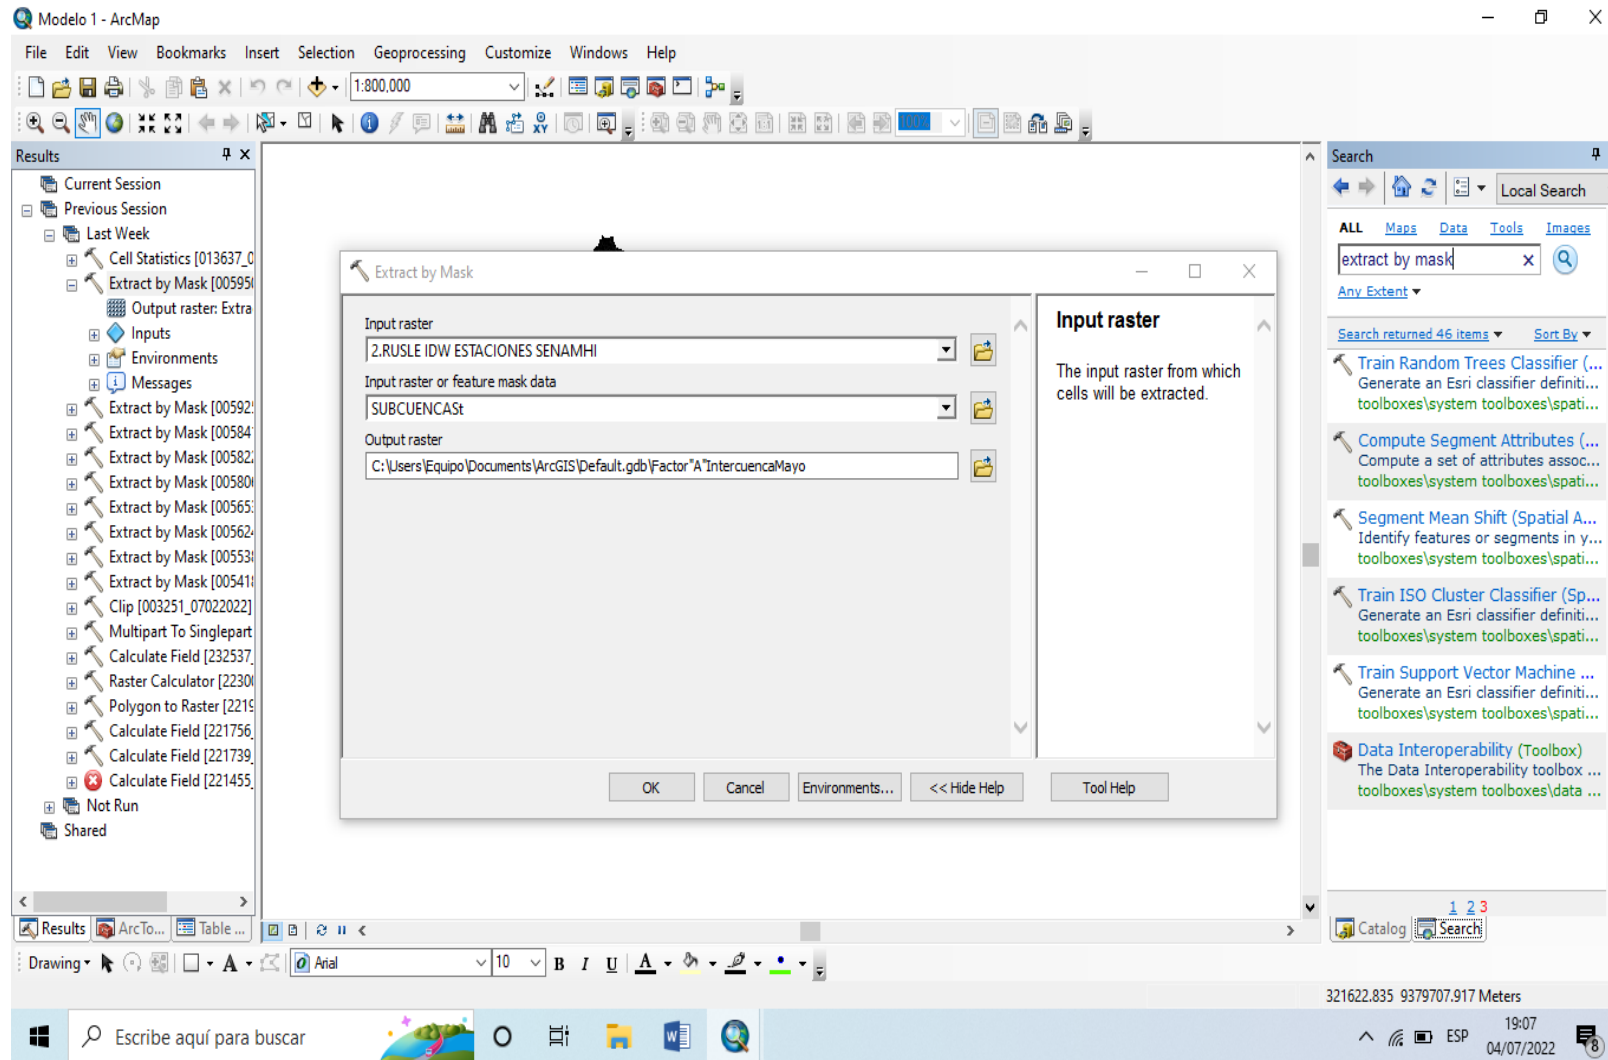 Modelo 1 - ArcMap
File Edit View Bookmarks Insert Selection Geoprocessing Customize Windows Help
1:800,000
100%
Results
Current Session
Previous Session
Last Week
Cell Statistics [013637_0
Extract by Mask [00595
Output raster: Extra
Inputs
Environments
Messages
Extract by Mask [00592
Extract by Mask [00584
Extract by Mask [00582
Extract by Mask [00580
Extract by Mask [00565
Extract by Mask [00562
Extract by Mask [00553
Extract by Mask [00541
Clip [003251_07022022]
Multipart To Singlepart
Calculate Field [232537_
Raster Calculator [2230
Polygon to Raster [2219
Calculate Field [221756_
Calculate Field [221739_
Calculate Field [221455_
Not Run
Shared
Results ArcTo... Table ...
Extract by Mask
Input raster
2.RUSLE IDW ESTACIONES SENAMHI
Input raster or feature mask data
SUBCUENCASt
Output raster
C:\Users\Equipo\Documents\ArcGIS\Default.gdb\Factor"A"IntercuencaMayo
OK Cancel Environments... << Hide Help Tool Help
Input raster
The input raster from which
cells will be extracted.
Search
Local Search
ALL Maps Data Tools Images
extract by mask
Any Extent
Search returned 46 items Sort By
Train Random Trees Classifier (...
Generate an Esri classifier definiti...
toolboxes\system toolboxes\spati...
Compute Segment Attributes (...
Compute a set of attributes assoc...
toolboxes\system toolboxes\spati...
Segment Mean Shift (Spatial A...
Identify features or segments in y...
toolboxes\system toolboxes\spati...
Train ISO Cluster Classifier (Sp...
Generate an Esri classifier definiti...
toolboxes\system toolboxes\spati...
Train Support Vector Machine ...
Generate an Esri classifier definiti...
toolboxes\system toolboxes\spati...
Data Interoperability (Toolbox)
The Data Interoperability toolbox ...
toolboxes\system toolboxes\data ...
1 2 3
Catalog Search
Drawing A Arial 10 B I U A
321622.835 9379707.917 Meters
Escribe aquí para buscar
ESP
19:07
04/07/2022
8